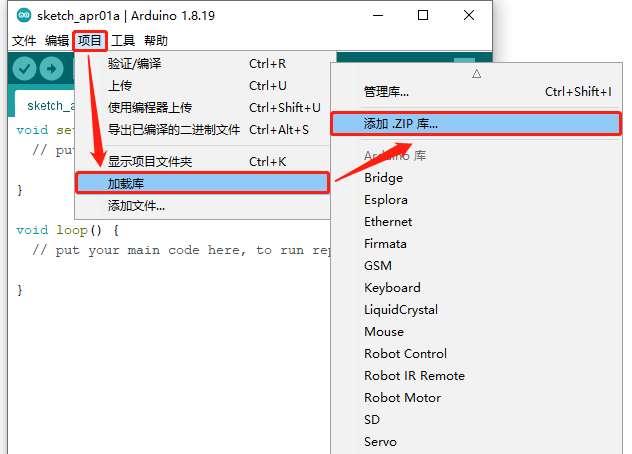 sketch_apr01a | Arduino 1.8.19
文件 编辑 项目 工具 帮助
验证/编译 Ctrl+R
上传 Ctrl+U
使用编程器上传 Ctrl+Shift+U
导出已编译的二进制文件 Ctrl+Alt+S
显示项目文件夹 Ctrl+K
加载库
添加文件...
管理库... Ctrl+Shift+I
添加 .ZIP 库...
Arduino 库
Bridge
Esplora
Ethernet
Firmata
GSM
Keyboard
LiquidCrystal
Mouse
Robot Control
Robot IR Remote
Robot Motor
SD
Servo
sketch_a
void se
// pu
}
void loop() {
// put your main code here, to run rep
}